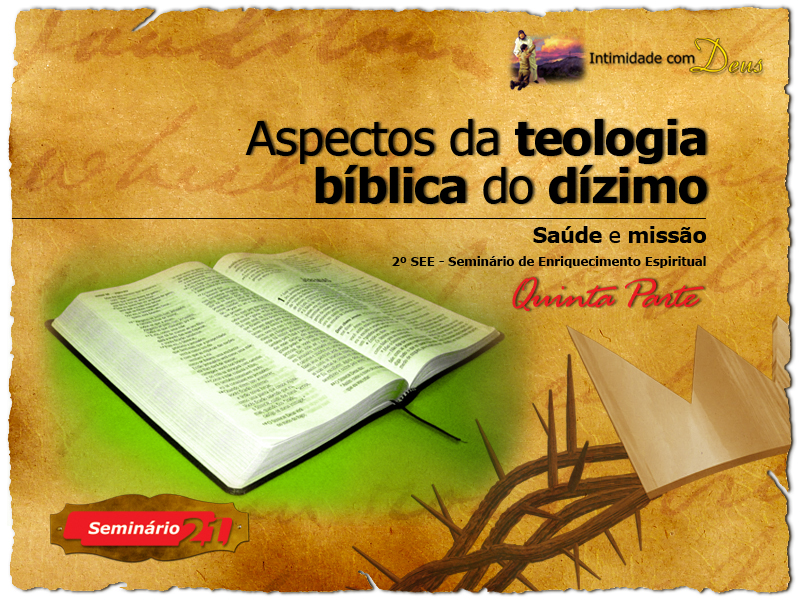 Intimidade com Deus
Aspectos da teologia
bíblica do dízimo
Saúde e missão
2º SEE - Seminário de Enriquecimento Espiritual
Quinta Parte
Seminário 21